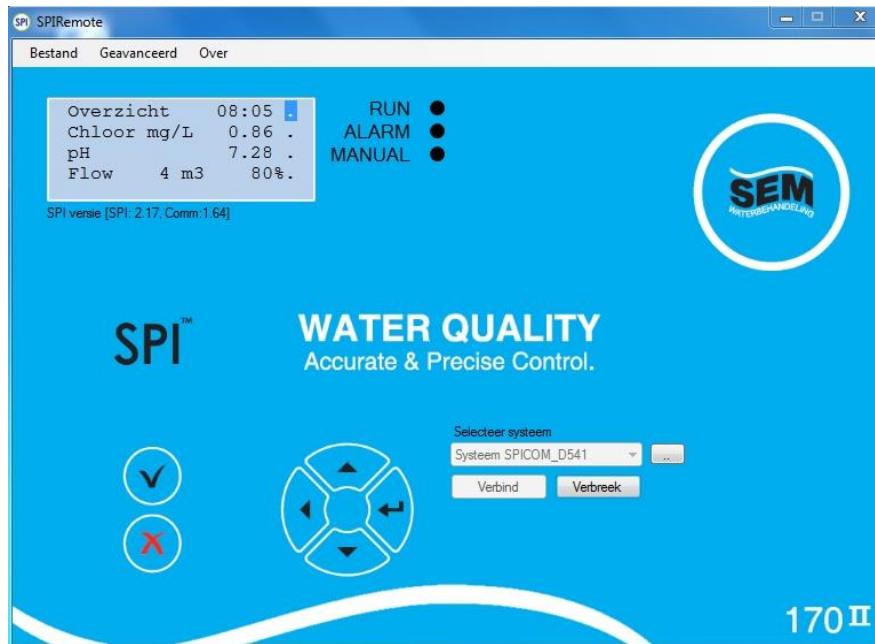 SPI SPIRemote
Bestand Geavanceerd Over
Overzicht 08:05 .
Chloor mg/L 0.86 .
pH 7.28 .
Flow 4 m3 80%.
RUN
ALARM
MANUAL
SPI versie [SPI: 2.17, Comm:1.64]
SEM
WATERBEHANDELING
SPI™
WATER QUALITY
Accurate & Precise Control.
Selecteer systeem
Systeem SPICOM_D541
..
Verbind Verbreek
170 II